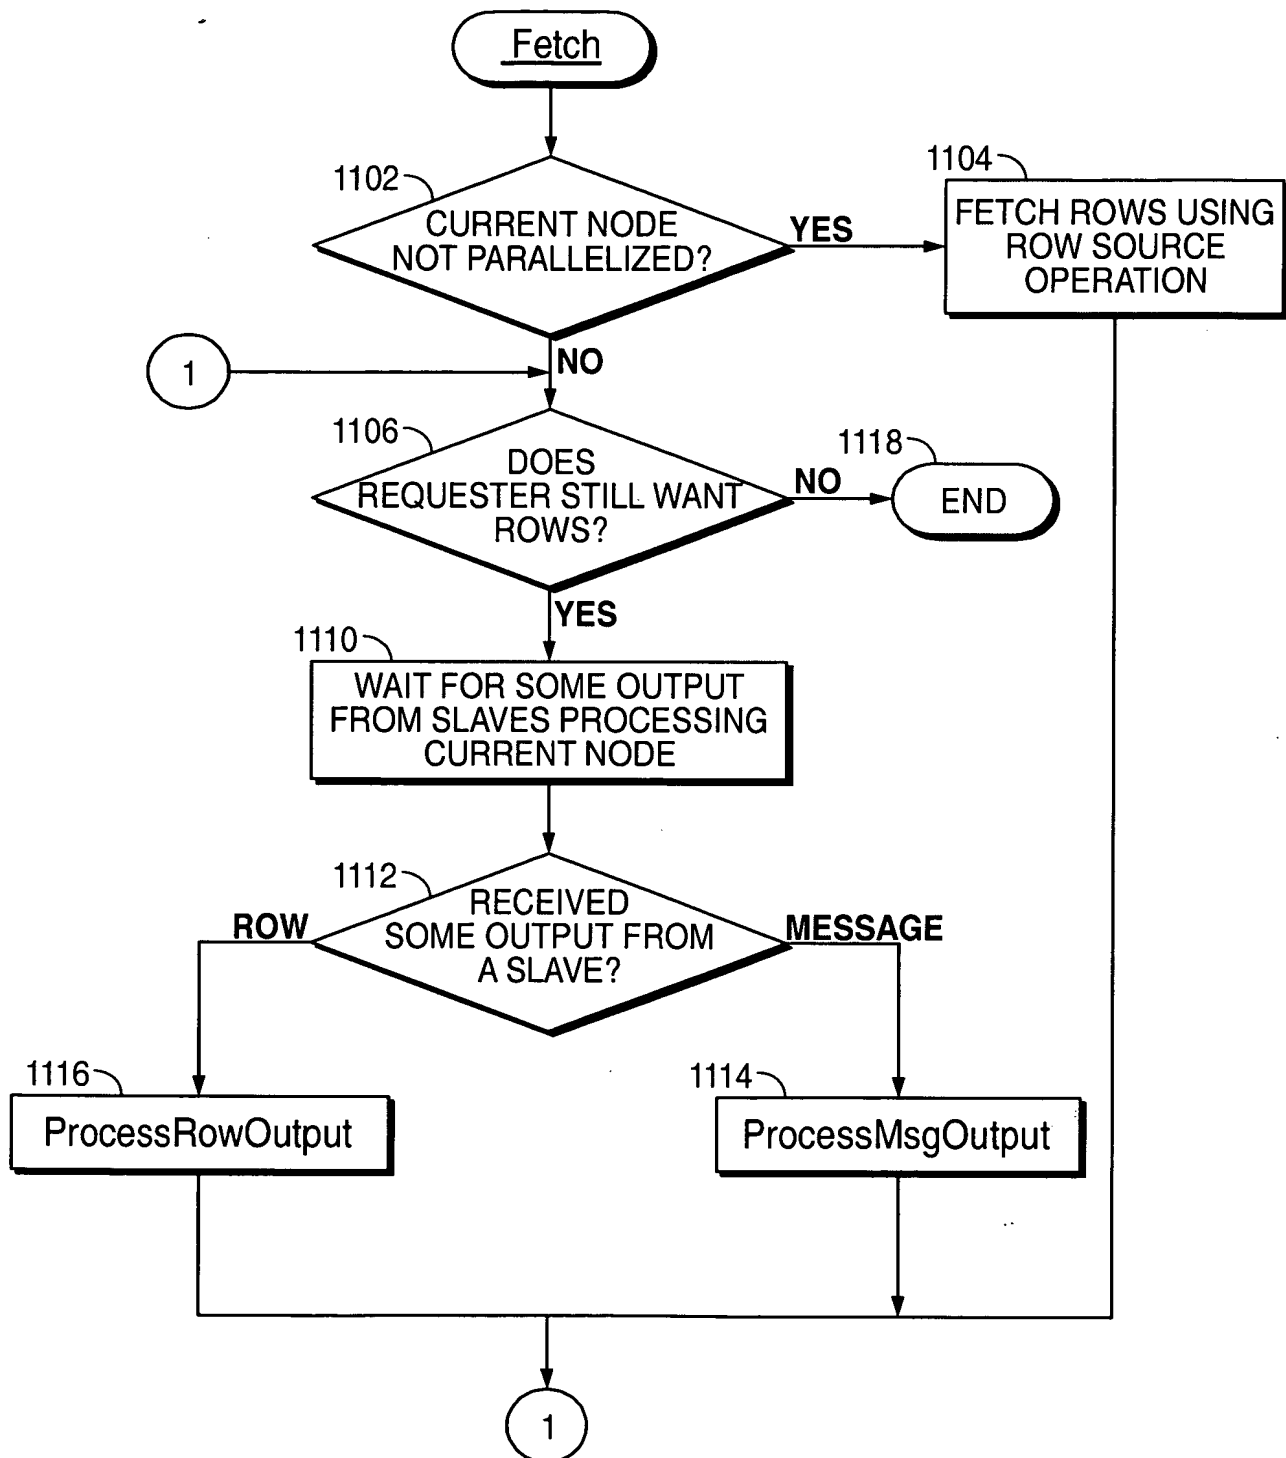 Fetch
1102
CURRENT NODE
NOT PARALLELIZED?
YES
1104
FETCH ROWS USING
ROW SOURCE
OPERATION
NO
1
1106
DOES
REQUESTER STILL WANT
ROWS?
NO
1118
END
YES
1110
WAIT FOR SOME OUTPUT
FROM SLAVES PROCESSING
CURRENT NODE
1112
RECEIVED
SOME OUTPUT FROM
A SLAVE?
ROW
MESSAGE
1116
ProcessRowOutput
1114
ProcessMsgOutput
1